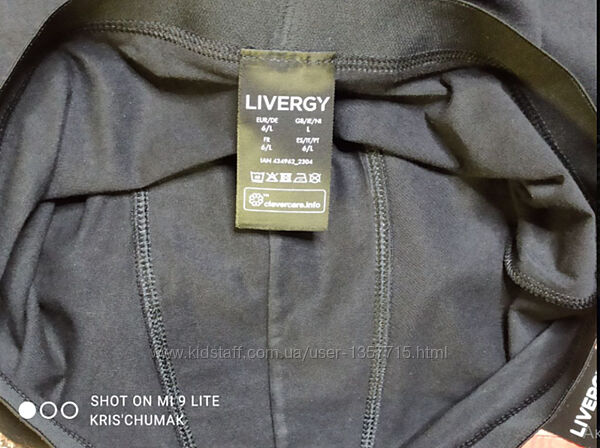 LIVERGY
EUR/DE GB/IE/NI
6/L L
FR ES/IT/PT
6/L 6/L
IAN 434962_2304
clevercare.info
www.kidstaff.com.ua/user-1357715.html
SHOT ON MI 9 LITE
KRIS'CHUMAK
LIVERGY